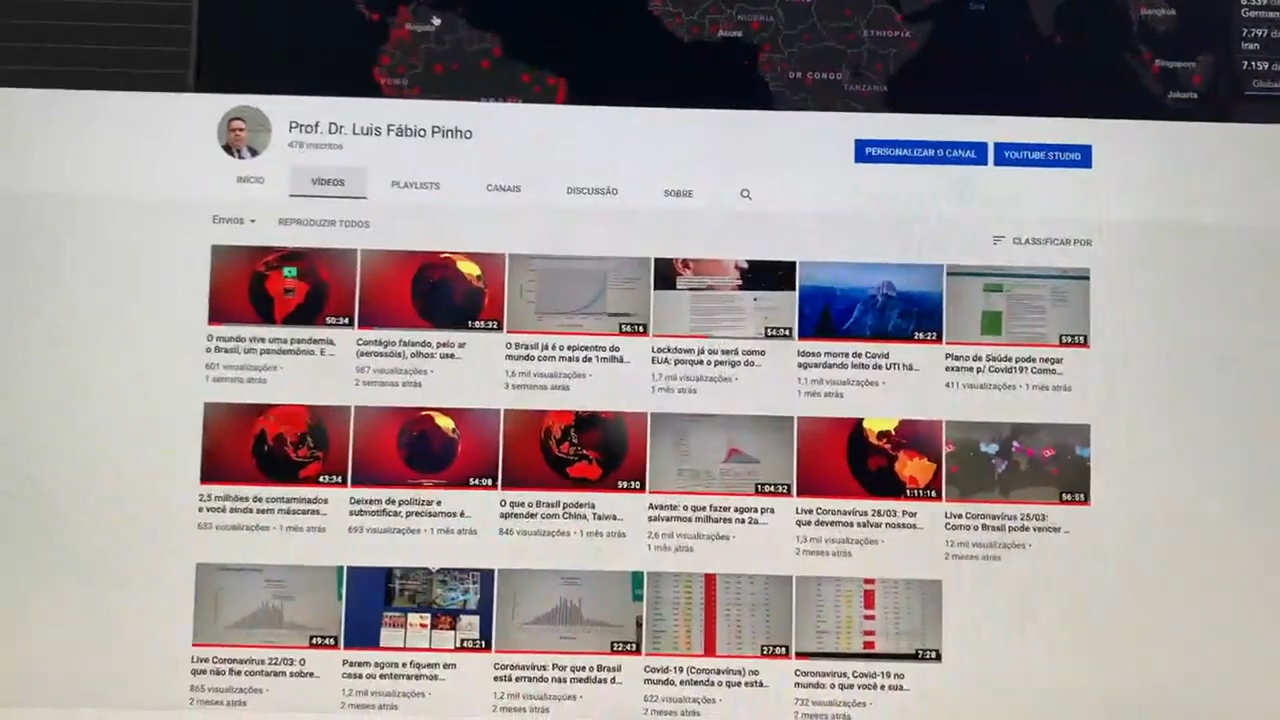 Bogota
NIGERIA
Accra
ETHIOPIA
Bangkok
PERU
DR CONGO
TANZANIA
Singapore
Jakarta
German
7.797
Iran
7.159
Global
Prof. Dr. Luis Fábio Pinho
478 inscritos
PERSONALIZAR O CANAL
YOUTUBE STUDIO
INÍCIO
VÍDEOS
PLAYLISTS
CANAIS
DISCUSSÃO
SOBRE
Envios
REPRODUZIR TODOS
CLASSIFICAR POR
50:34
1:05:32
56:16
54:04
26:22
59:55
O mundo vive uma pandemia,
o Brasil, um pandemônio. E ...
601 visualizações •
1 semana atrás
Contágio falando, pelo ar
(aerossóis), olhos: use...
967 visualizações •
2 semanas atrás
O Brasil já é o epicentro do
mundo com mais de 1milhã...
1,6 mil visualizações •
3 semanas atrás
Lockdown já ou será como
EUA: porque o perigo do...
1,7 mil visualizações •
1 mês atrás
Idoso morre de Covid
aguardando leito de UTI há...
1,1 mil visualizações •
1 mês atrás
Plano de Saúde pode negar
exame p/ Covid19? Como...
411 visualizações • 1 mês atrás
43:34
54:08
59:30
1:04:32
1:11:16
56:55
2,5 milhões de contaminados
e você ainda sem máscaras...
633 visualizações • 1 mês atrás
Deixem de politizar e
subnotificar, precisamos é...
693 visualizações • 1 mês atrás
O que o Brasil poderia
aprender com China, Taiwa...
846 visualizações • 1 mês atrás
Avante: o que fazer agora pra
salvarmos milhares na 2a....
2,6 mil visualizações •
1 mês atrás
Live Coronavírus 28/03: Por
que devemos salvar nossos...
1,3 mil visualizações •
2 meses atrás
Live Coronavírus 25/03:
Como o Brasil pode vencer ...
12 mil visualizações •
2 meses atrás
49:46
40:21
22:43
27:08
7:28
Live Coronavírus 22/03: O
que não lhe contaram sobre...
865 visualizações •
2 meses atrás
Parem agora e fiquem em
casa ou enterraremos...
1,2 mil visualizações •
2 meses atrás
Coronavírus: Por que o Brasil
está errando nas medidas d...
1,2 mil visualizações •
2 meses atrás
Covid-19 (Coronavírus) no
mundo, entenda o que está...
622 visualizações •
2 meses atrás
Coronavirus, Covid-19 no
mundo: o que você e sua...
732 visualizações •
2 meses atrás